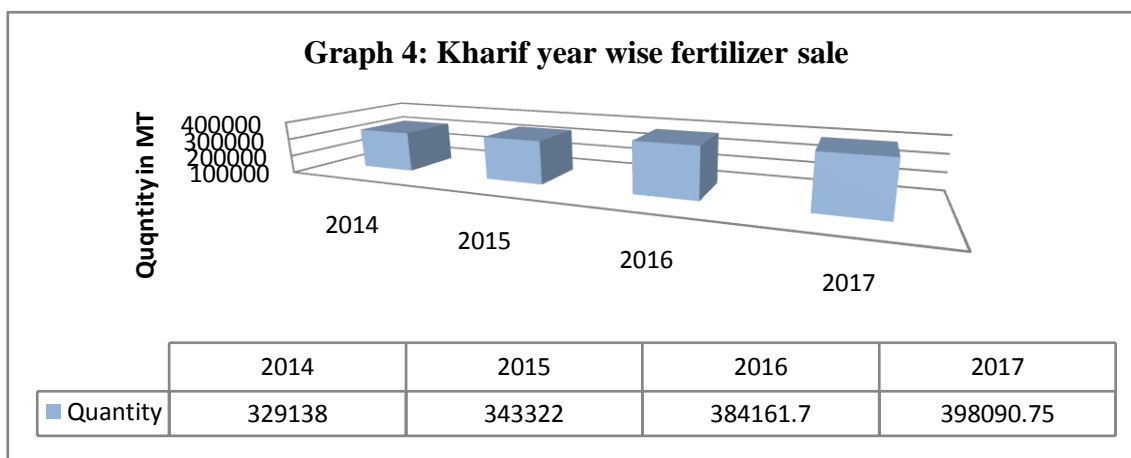 Graph 4: Kharif year wise fertilizer sale
Quqntity in MT
400000
300000
200000
100000
2014
2015
2016
2017
2014 2015 2016 2017
Quantity 329138 343322 384161.7 398090.75